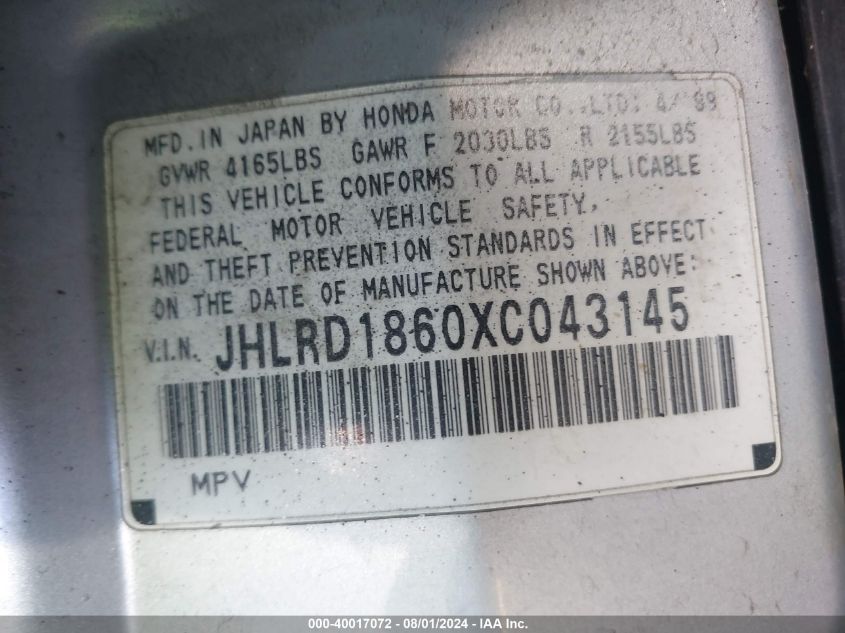 MFD. IN JAPAN BY HONDA MOTOR CO., LTD: 4/99
GVWR 4165LBS GAWR F 2030LBS R 2155LBS
THIS VEHICLE CONFORMS TO ALL APPLICABLE
FEDERAL MOTOR VEHICLE SAFETY,
AND THEFT PREVENTION STANDARDS IN EFFECT
ON THE DATE OF MANUFACTURE SHOWN ABOVE:
V.I.N. JHLRD1860XC043145
MPV
000-40017072 - 08/01/2024 - IAA Inc.